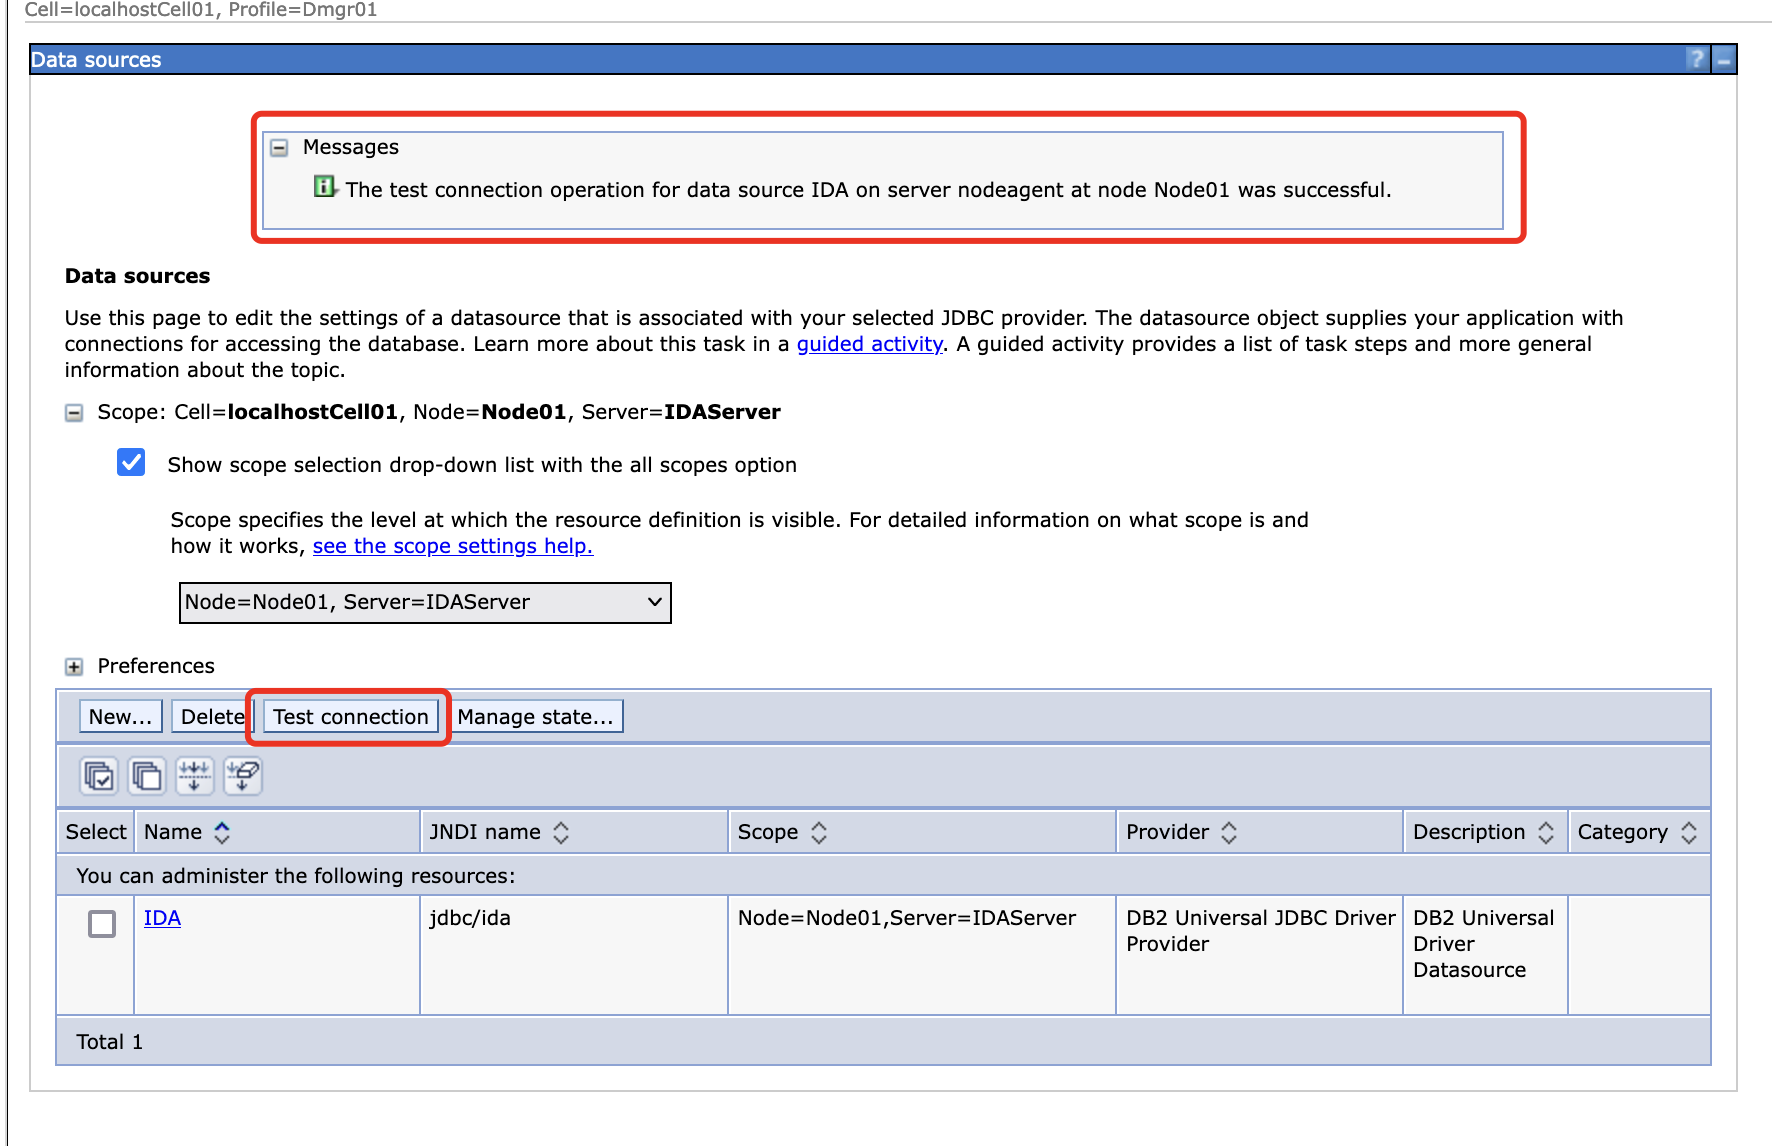 Cell=localhostCell01, Profile=Dmgr01
Data sources
?
Messages
The test connection operation for data source IDA on server nodeagent at node Node01 was successful.
Data sources
Use this page to edit the settings of a datasource that is associated with your selected JDBC provider. The datasource object supplies your application with
connections for accessing the database. Learn more about this task in a guided activity. A guided activity provides a list of task steps and more general
information about the topic.
Scope: Cell=localhostCell01, Node=Node01, Server=IDAServer
Show scope selection drop-down list with the all scopes option
Scope specifies the level at which the resource definition is visible. For detailed information on what scope is and
how it works, see the scope settings help.
Node=Node01, Server=IDAServer
Preferences
New... Delete Test connection Manage state...
Select Name JNDI name Scope Provider Description Category
You can administer the following resources:
IDA jdbc/ida Node=Node01,Server=IDAServer DB2 Universal JDBC Driver DB2 Universal
Provider Driver
Datasource
Total 1